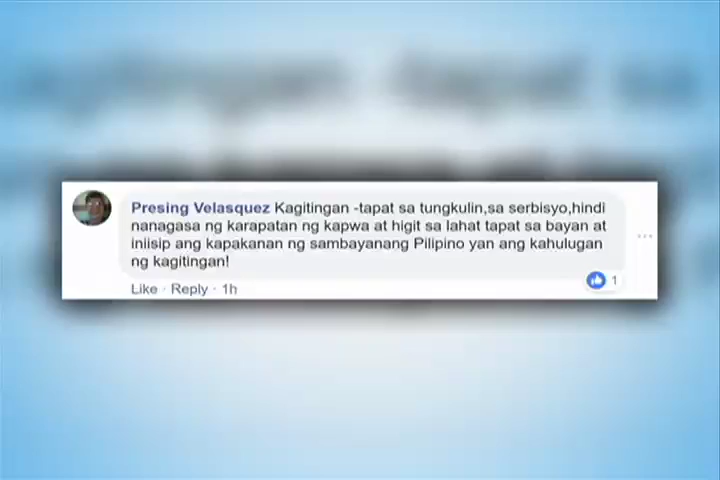 Presing Velasquez Kagitingan -tapat sa tungkulin,sa serbisyo,hindi
nanagasa ng karapatan ng kapwa at higit sa lahat tapat sa bayan at
iniisip ang kapakanan ng sambayanang Pilipino yan ang kahulugan
ng kagitingan!
Like · Reply · 1h
1